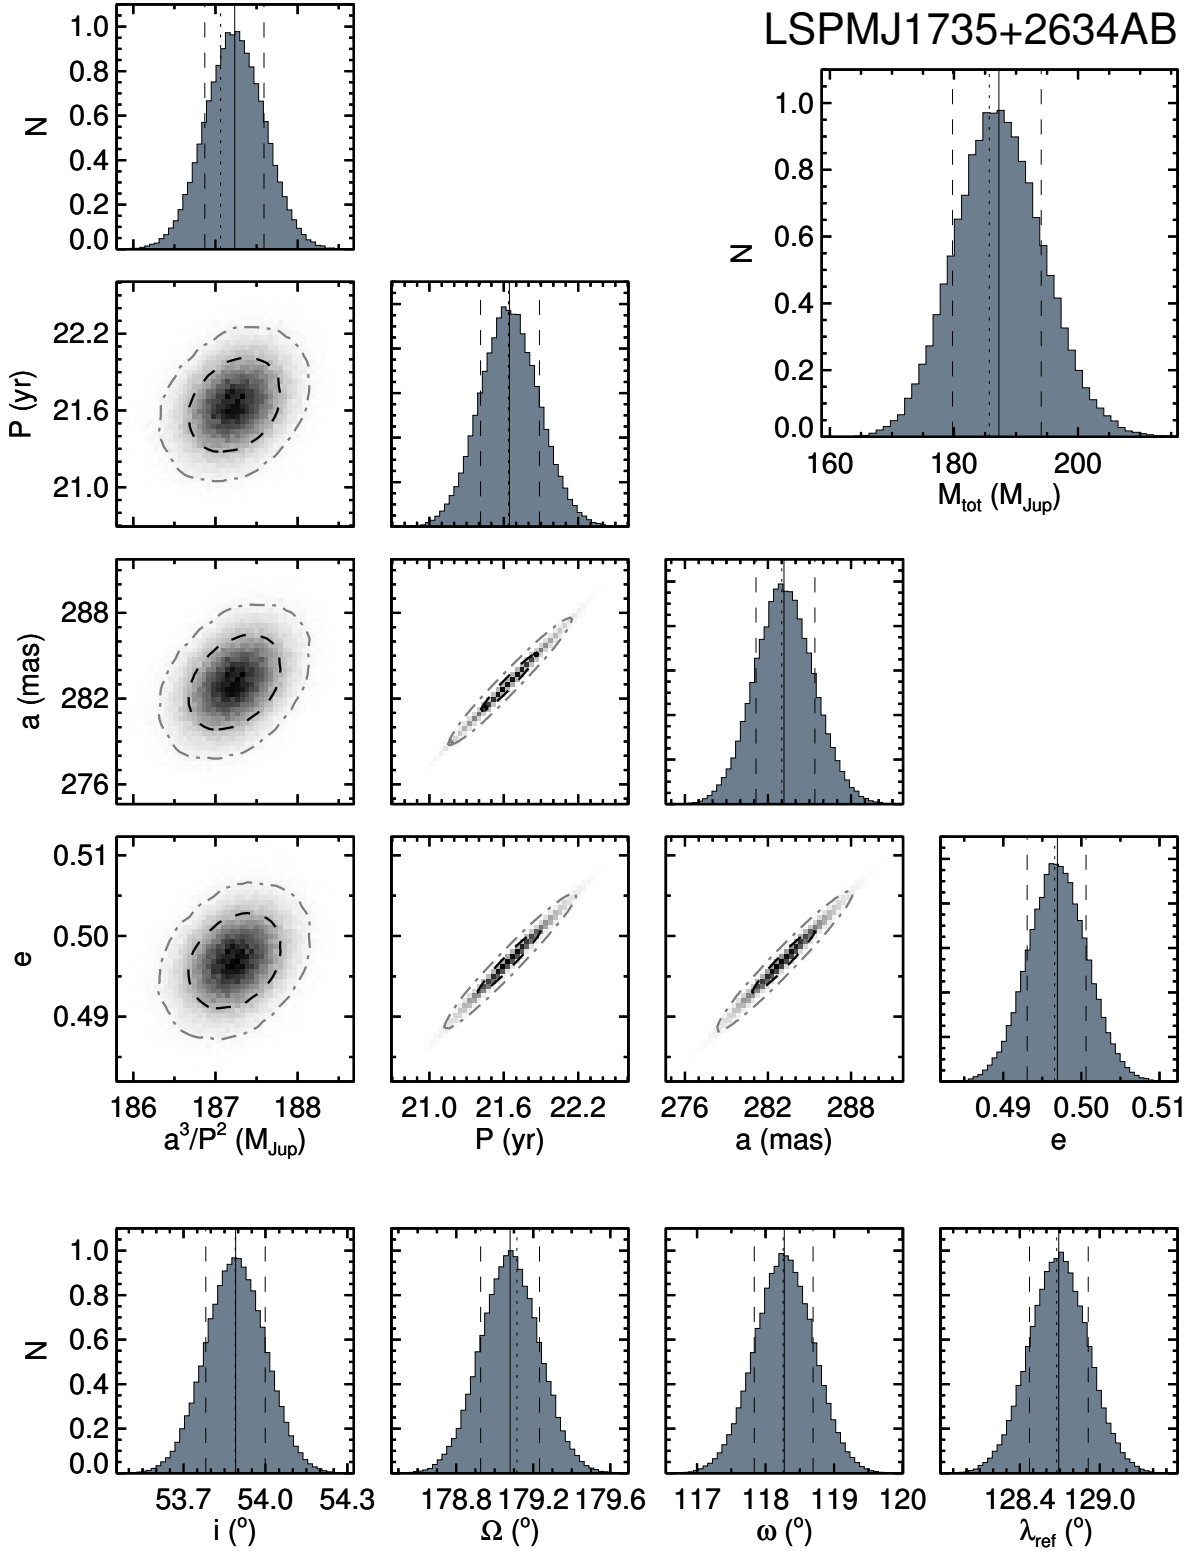 LSPMJ1735+2634AB
1.0
0.8
0.6
0.4
0.2
0.0
N
1.0
0.8
0.6
0.4
0.2
0.0
N
160 180 200
M_tot (M_Jup)
22.2
21.6
21.0
P (yr)
288
282
276
a (mas)
0.51
0.50
0.49
e
186 187 188
a³/P² (M_Jup)
21.0 21.6 22.2
P (yr)
276 282 288
a (mas)
0.49 0.50 0.51
e
1.0
0.8
0.6
0.4
0.2
0.0
N
53.7 54.0 54.3
i (º)
178.8 179.2 179.6
Ω (º)
117 118 119 120
ω (º)
128.4 129.0
λ_ref (º)